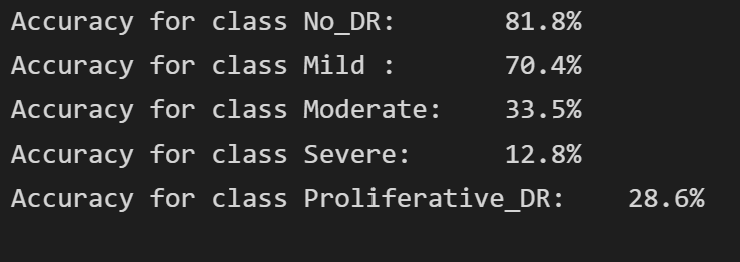 Accuracy for class No_DR: 81.8%
Accuracy for class Mild : 70.4%
Accuracy for class Moderate: 33.5%
Accuracy for class Severe: 12.8%
Accuracy for class Proliferative_DR: 28.6%